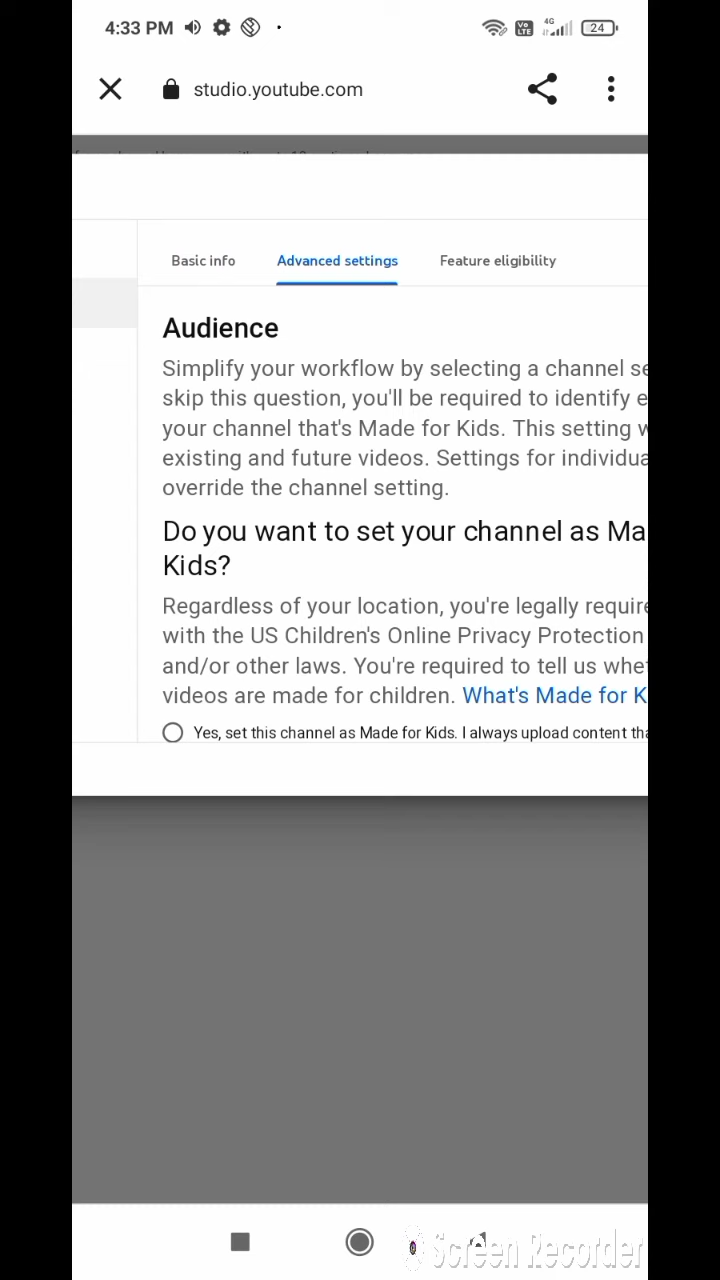 4:33 PM
Vo LTE
4G
24
studio.youtube.com
Basic info
Advanced settings
Feature eligibility
Audience
Simplify your workflow by selecting a channel se
skip this question, you'll be required to identify e
your channel that's Made for Kids. This setting w
existing and future videos. Settings for individua
override the channel setting.
Do you want to set your channel as Ma
Kids?
Regardless of your location, you're legally require
with the US Children's Online Privacy Protection
and/or other laws. You're required to tell us whet
videos are made for children. What's Made for K
Yes, set this channel as Made for Kids. I always upload content tha
Screen Recorder